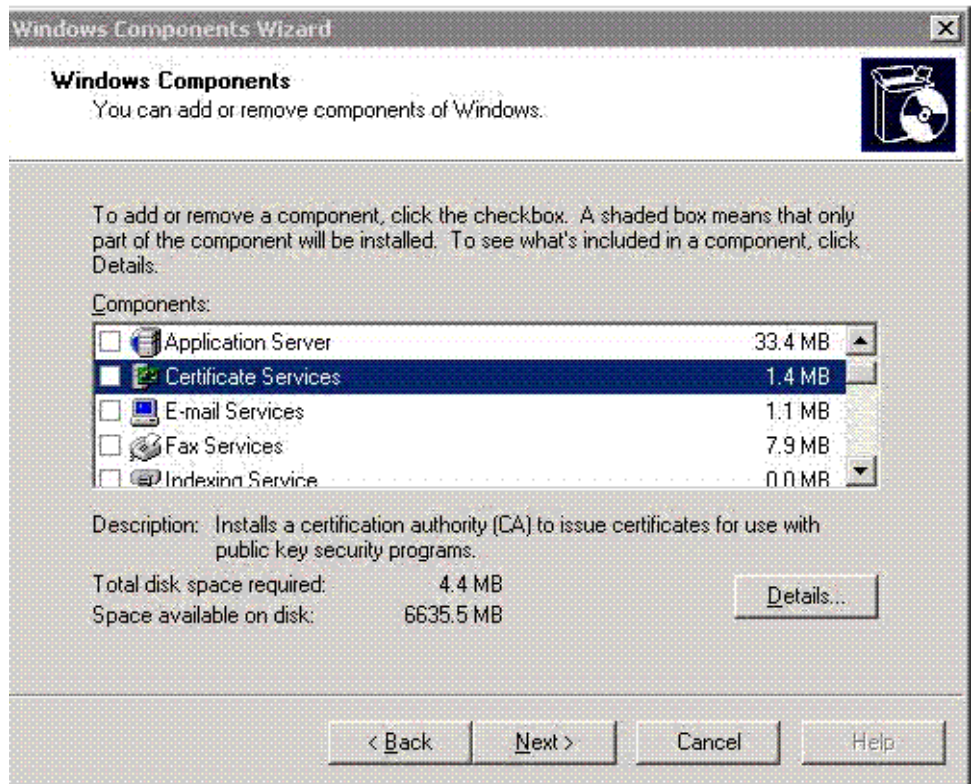 Windows Components Wizard
Windows Components
You can add or remove components of Windows.
To add or remove a component, click the checkbox. A shaded box means that only
part of the component will be installed. To see what's included in a component, click
Details.
Components:
Application Server 33.4 MB
Certificate Services 1.4 MB
E-mail Services 1.1 MB
Fax Services 7.9 MB
Indexing Service 0.0 MB
Description: Installs a certification authority (CA) to issue certificates for use with
public key security programs.
Total disk space required: 4.4 MB
Space available on disk: 6635.5 MB
Details...
< Back Next > Cancel Help